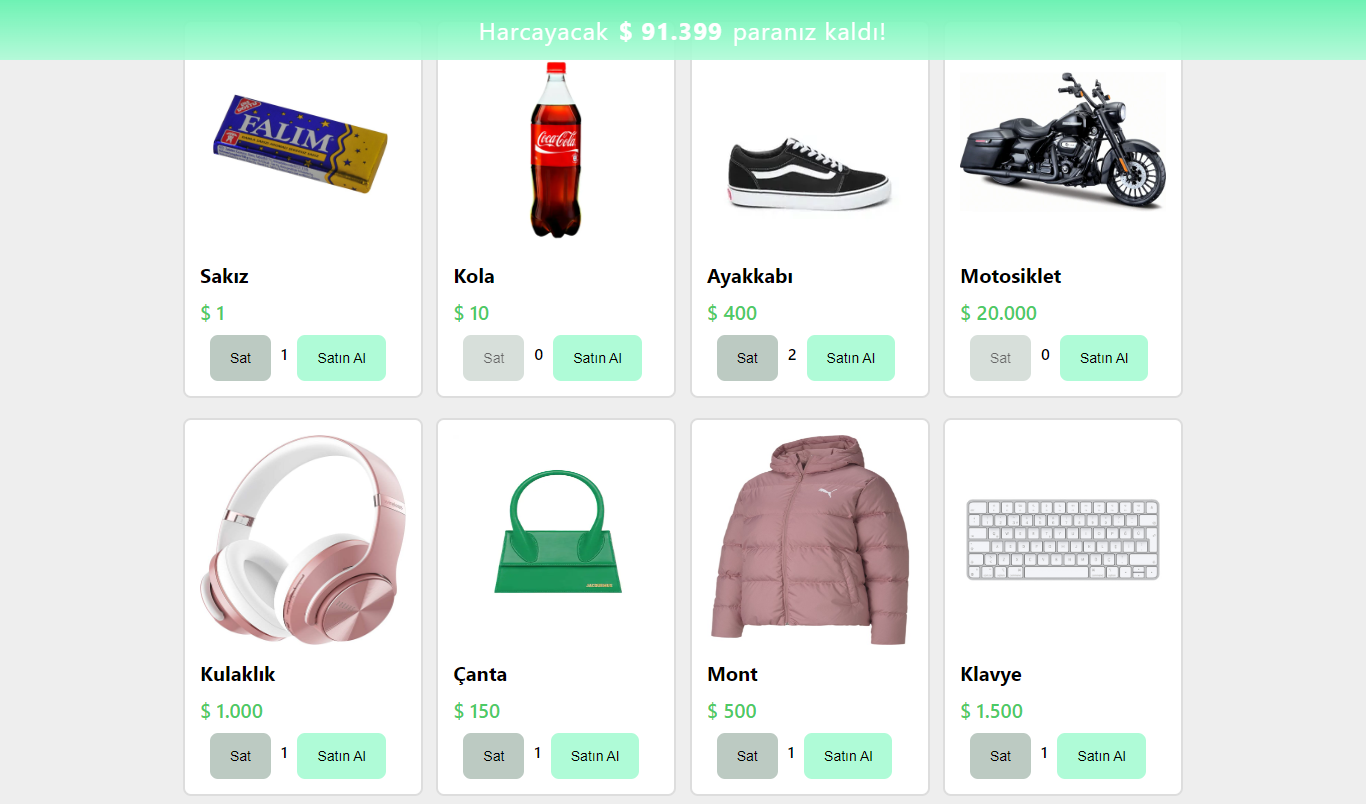 Harcayacak $ 91.399 paranız kaldı!
FALIM
Coca-Cola
Sakız
$ 1
Sat 1 Satın Al
Kola
$ 10
Sat 0 Satın Al
Ayakkabı
$ 400
Sat 2 Satın Al
Motosiklet
$ 20.000
Sat 0 Satın Al
JACQUEMUS
Kulaklık
$ 1.000
Sat 1 Satın Al
Çanta
$ 150
Sat 1 Satın Al
Mont
$ 500
Sat 1 Satın Al
Klavye
$ 1.500
Sat 1 Satın Al